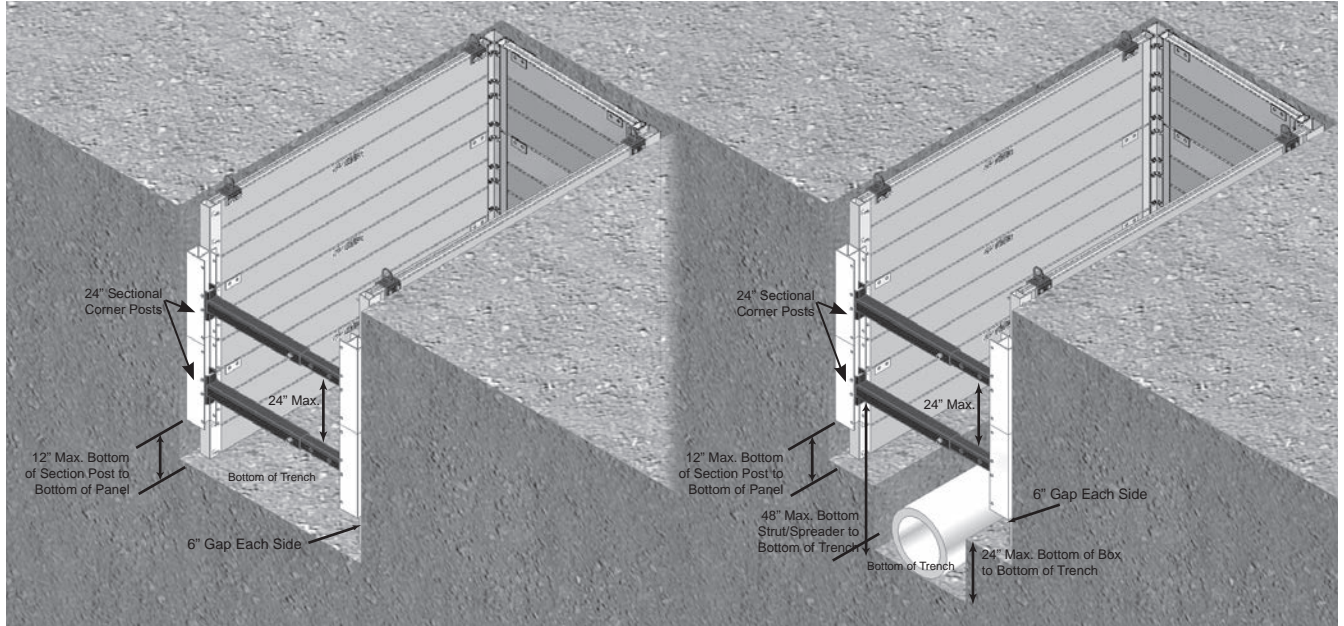 24” Sectional
Corner Posts
24” Max.
12” Max. Bottom
of Section Post to
Bottom of Panel
Bottom of Trench
6” Gap Each Side
24” Sectional
Corner Posts
24” Max.
12” Max. Bottom
of Section Post to
Bottom of Panel
6” Gap Each Side
48” Max. Bottom
Strut/Spreader to
Bottom of Trench
Bottom of Trench
24” Max. Bottom of Box
to Bottom of Trench